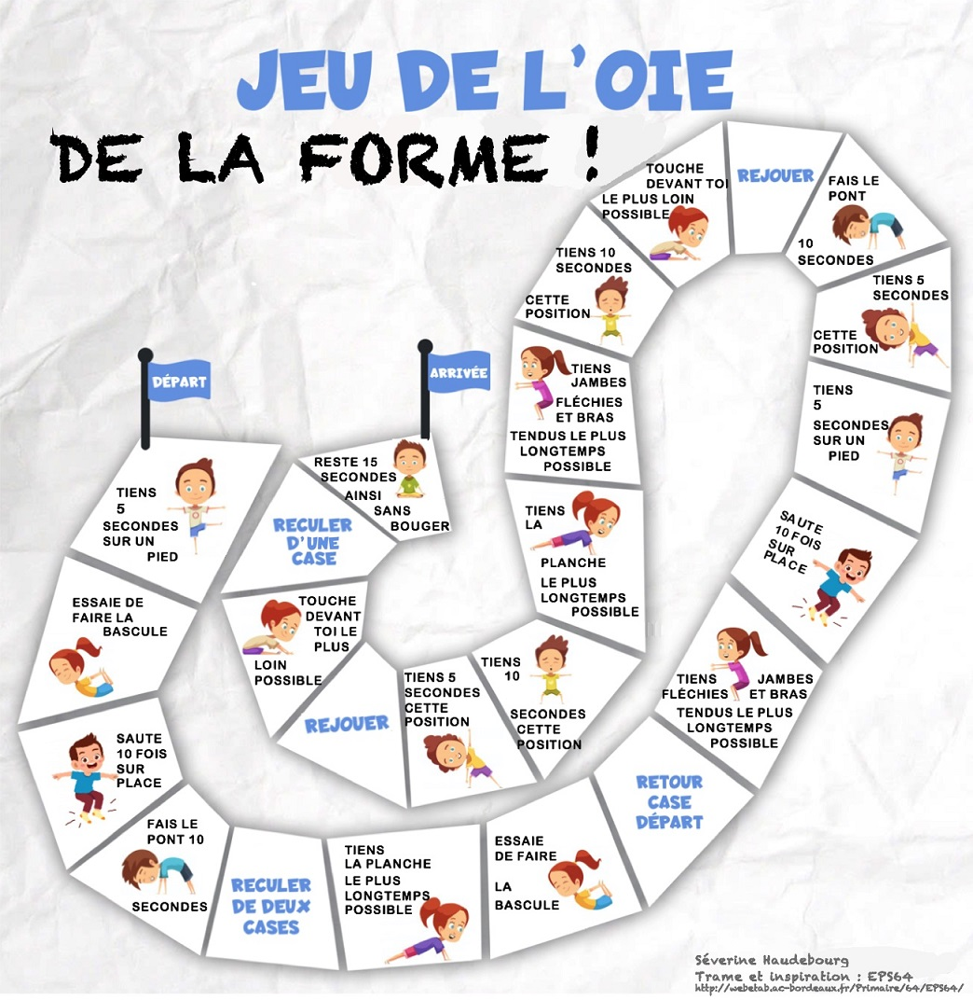 JEU DE L'OIE
DE LA FORME !
DÉPART
TIENS
5
SECONDES
SUR UN
PIED
ESSAIE DE
FAIRE LA
BASCULE
SAUTE
10 FOIS
SUR
PLACE
FAIS LE
PONT 10
SECONDES
RECULER
DE DEUX
CASES
TIENS
LA PLANCHE
LE PLUS
LONGTEMPS
POSSIBLE
ESSAIE
DE FAIRE
LA
BASCULE
RETOUR
CASE
DÉPART
TIENS JAMBES
FLÉCHIES ET BRAS
TENDUS LE PLUS
LONGTEMPS
POSSIBLE
SAUTE
10 FOIS
SUR
PLACE
TIENS
5
SECONDES
SUR UN
PIED
TIENS 5
SECONDES
CETTE
POSITION
FAIS LE
PONT
10
SECONDES
REJOUER
TOUCHE
DEVANT TOI
LE PLUS LOIN
POSSIBLE
TIENS 10
SECONDES
CETTE
POSITION
TIENS
JAMBES
FLÉCHIES
ET BRAS
TENDUS LE PLUS
LONGTEMPS
POSSIBLE
TIENS
LA
PLANCHE
LE PLUS
LONGTEMPS
POSSIBLE
TIENS
10
SECONDES
CETTE
POSITION
TIENS 5
SECONDES
CETTE
POSITION
REJOUER
TOUCHE
DEVANT
TOI LE
PLUS
LOIN
POSSIBLE
RECULER
D'UNE
CASE
RESTE 15
SECONDES
AINSI
SANS
BOUGER
ARRIVÉE
Séverine Haudebourg
Trame et inspiration : EPS64
http://webetab.ac-bordeaux.fr/Primaire/64/EPS64/